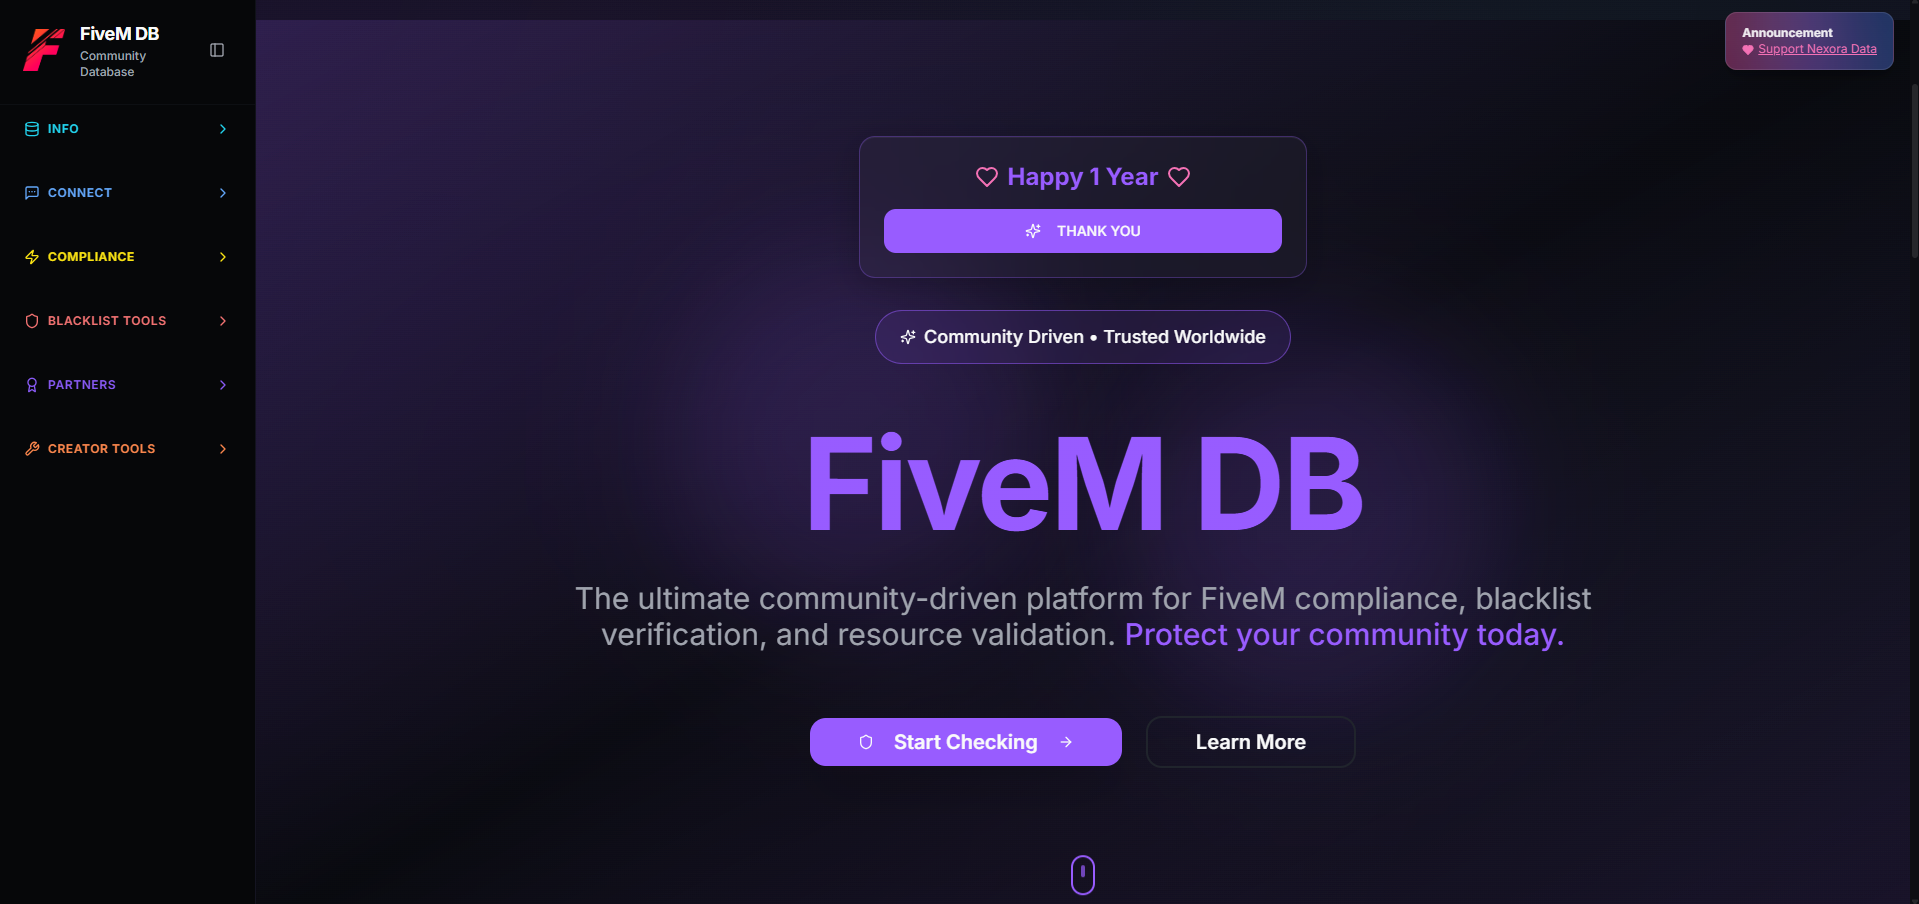 FiveM DB
Community
Database
INFO
CONNECT
COMPLIANCE
BLACKLIST TOOLS
PARTNERS
CREATOR TOOLS
Announcement
Support Nexora Data
Happy 1 Year
THANK YOU
Community Driven • Trusted Worldwide
FiveM DB
The ultimate community-driven platform for FiveM compliance, blacklist
verification, and resource validation. Protect your community today.
Start Checking
Learn More